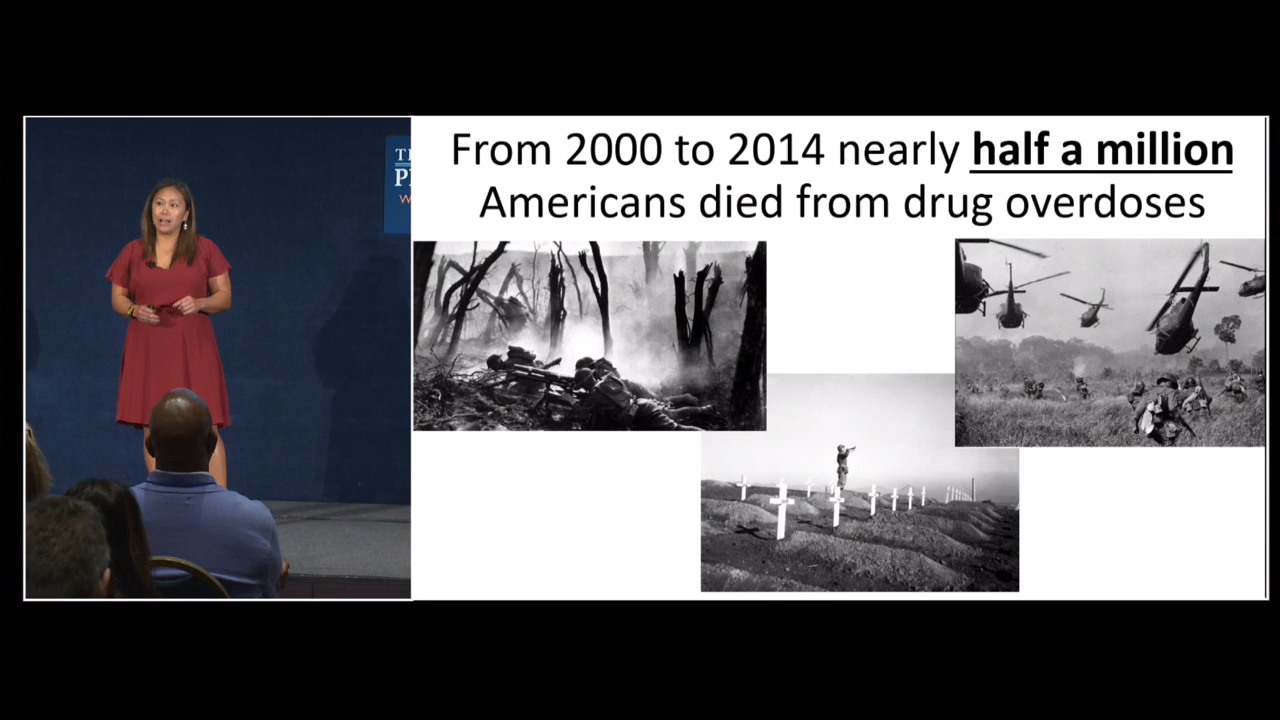 From 2000 to 2014 nearly half a million
Americans died from drug overdoses